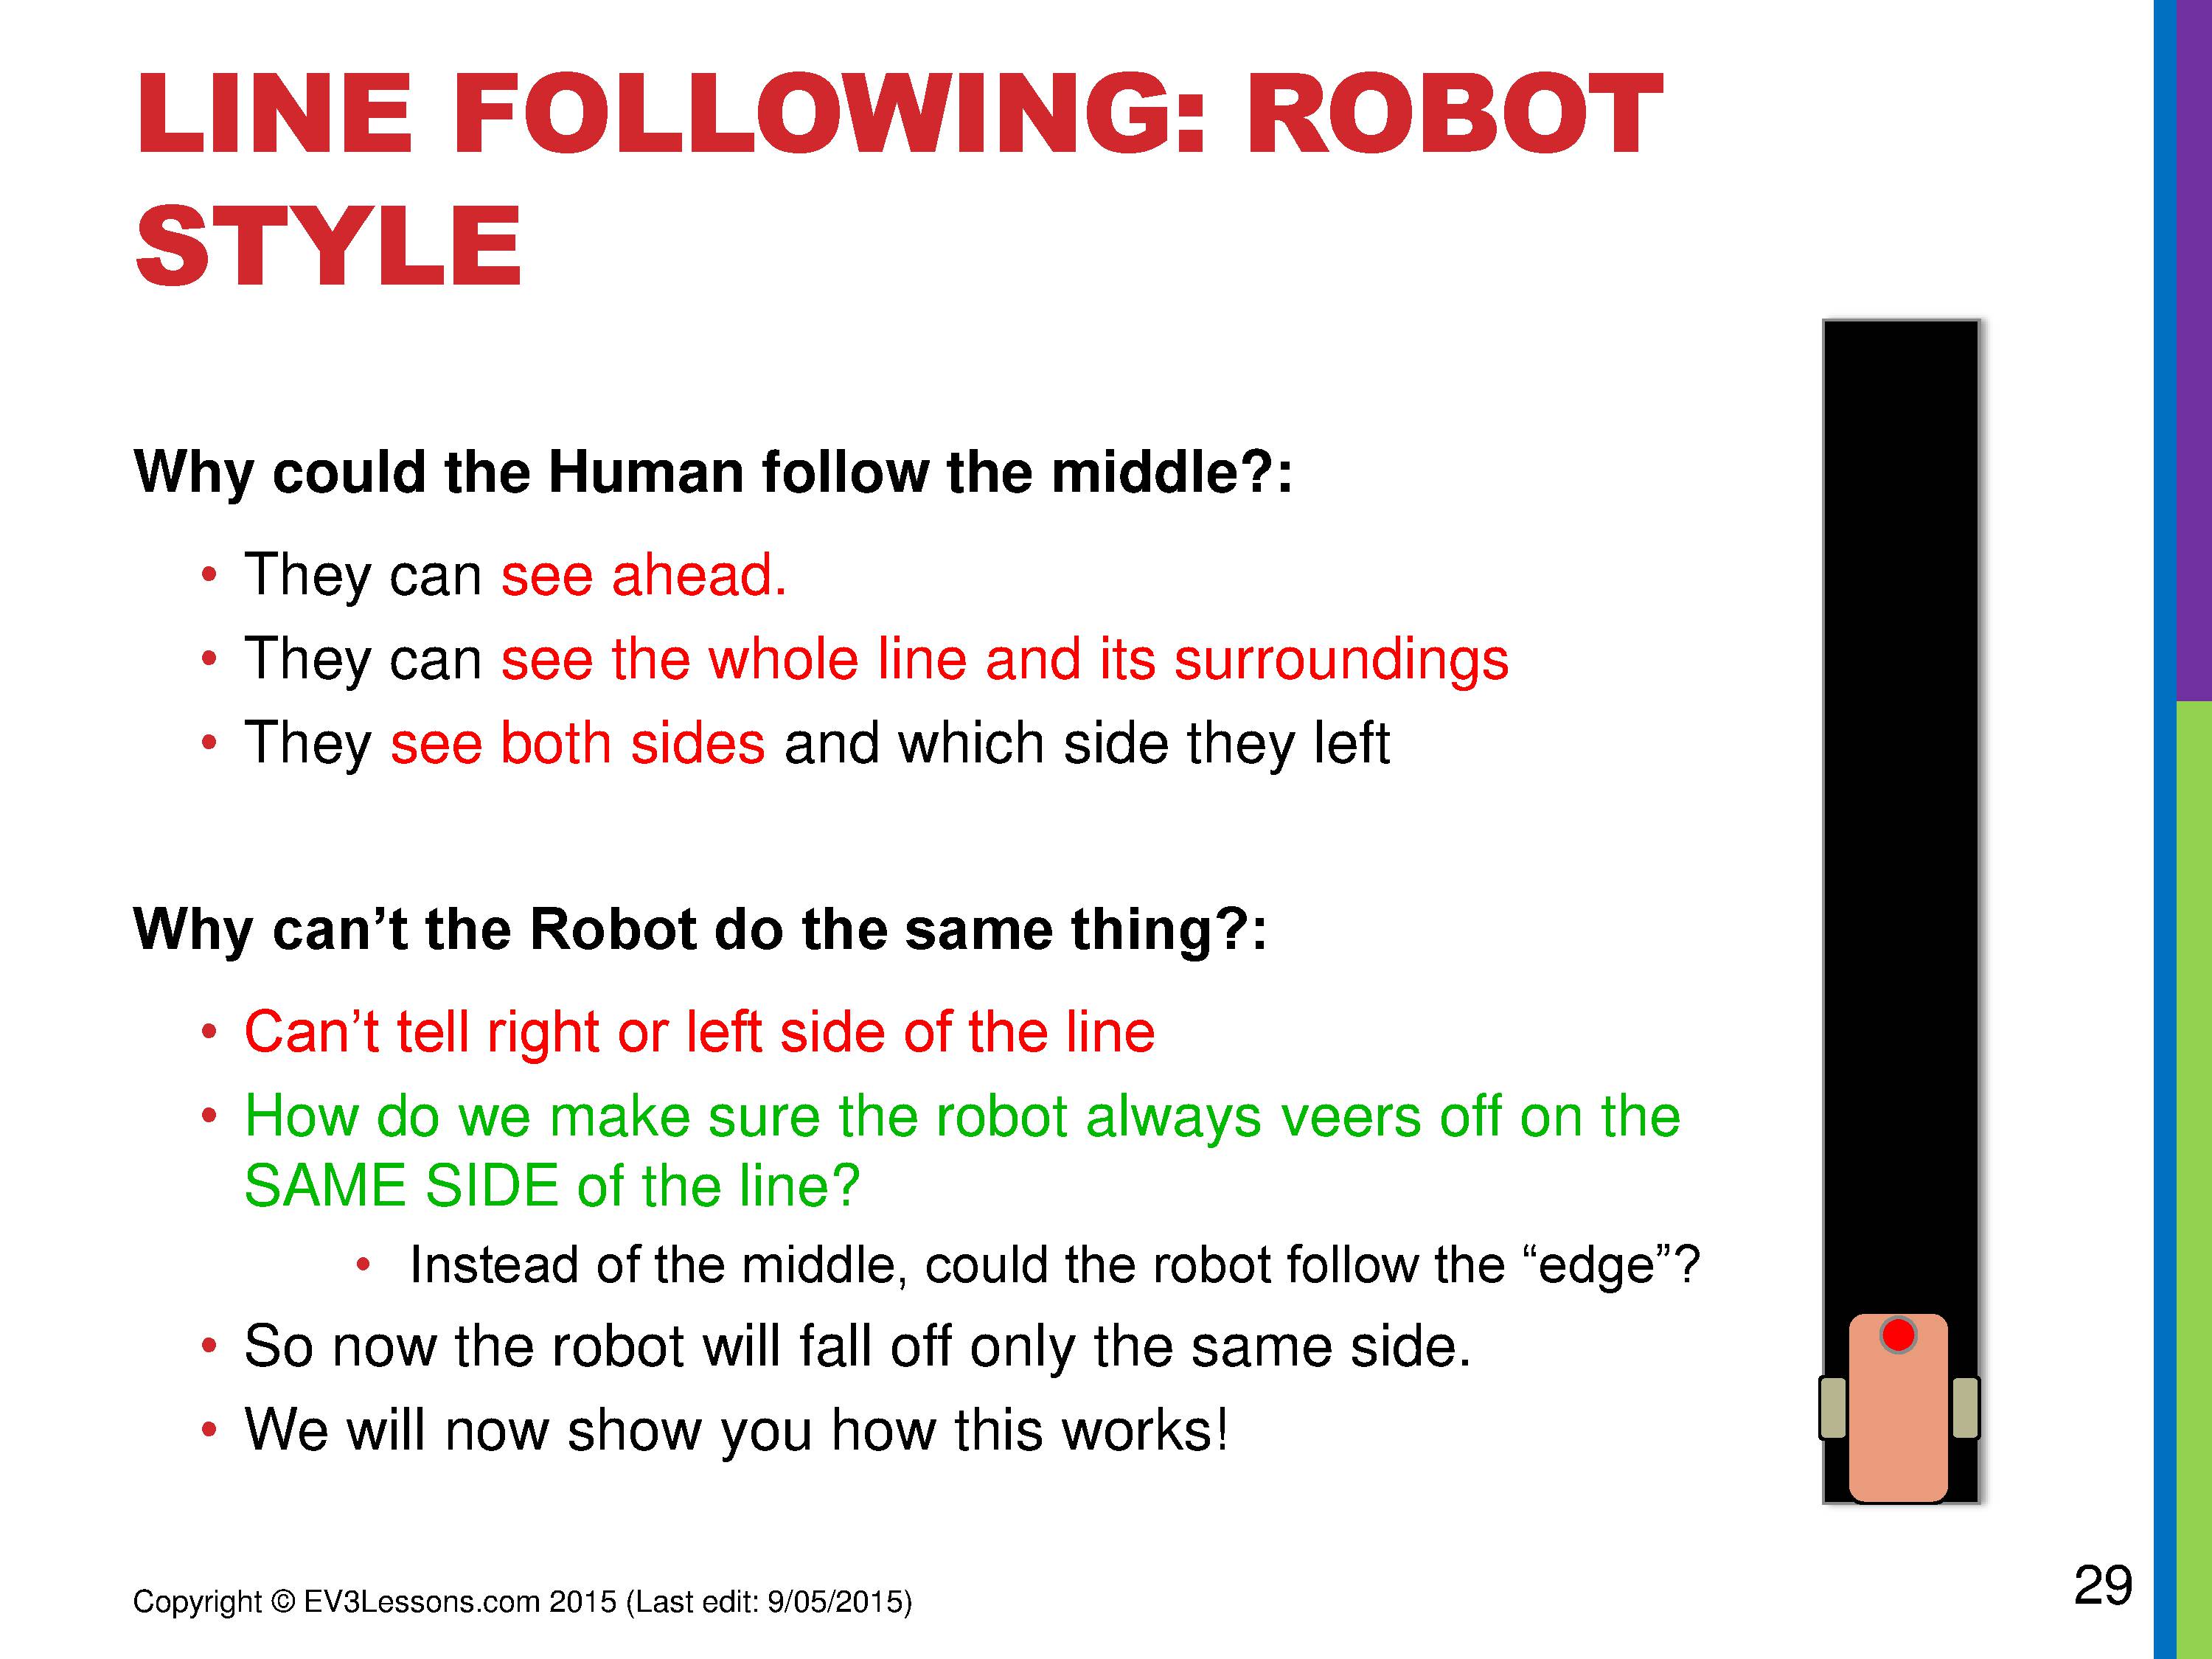 LINE FOLLOWING: ROBOT
STYLE
Why could the Human follow the middle?:
• They can see ahead.
• They can see the whole line and its surroundings
• They see both sides and which side they left
Why can’t the Robot do the same thing?:
• Can’t tell right or left side of the line
• How do we make sure the robot always veers off on the
SAME SIDE of the line?
• Instead of the middle, could the robot follow the “edge”?
• So now the robot will fall off only the same side.
• We will now show you how this works!
Copyright © EV3Lessons.com 2015 (Last edit: 9/05/2015)
29